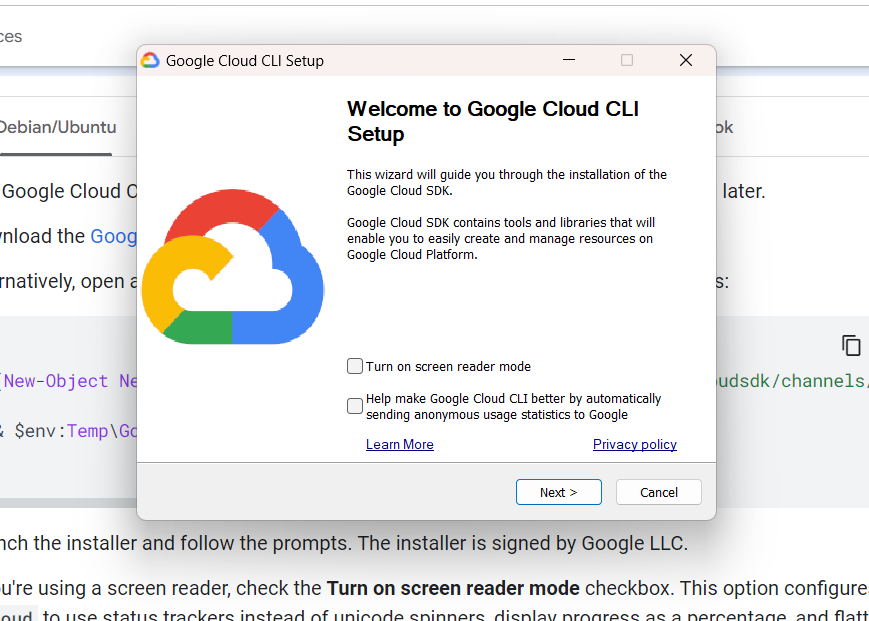 ces
Google Cloud CLI Setup
Debian/Ubuntu
ok
Welcome to Google Cloud CLI
Setup
This wizard will guide you through the installation of the
Google Cloud SDK.
Google Cloud SDK contains tools and libraries that will
enable you to easily create and manage resources on
Google Cloud Platform.
Google Cloud C
later.
nload the Goog
rnatively, open a
s:
(New-Object Ne
oudsdk/channels/
& $env:Temp\Go
Turn on screen reader mode
Help make Google Cloud CLI better by automatically
sending anonymous usage statistics to Google
Learn More
Privacy policy
Next >
Cancel
nch the installer and follow the prompts. The installer is signed by Google LLC.
u're using a screen reader, check the Turn on screen reader mode checkbox. This option configure
oud to use status trackers instead of unicode spinners, display progress as a percentage, and flatt